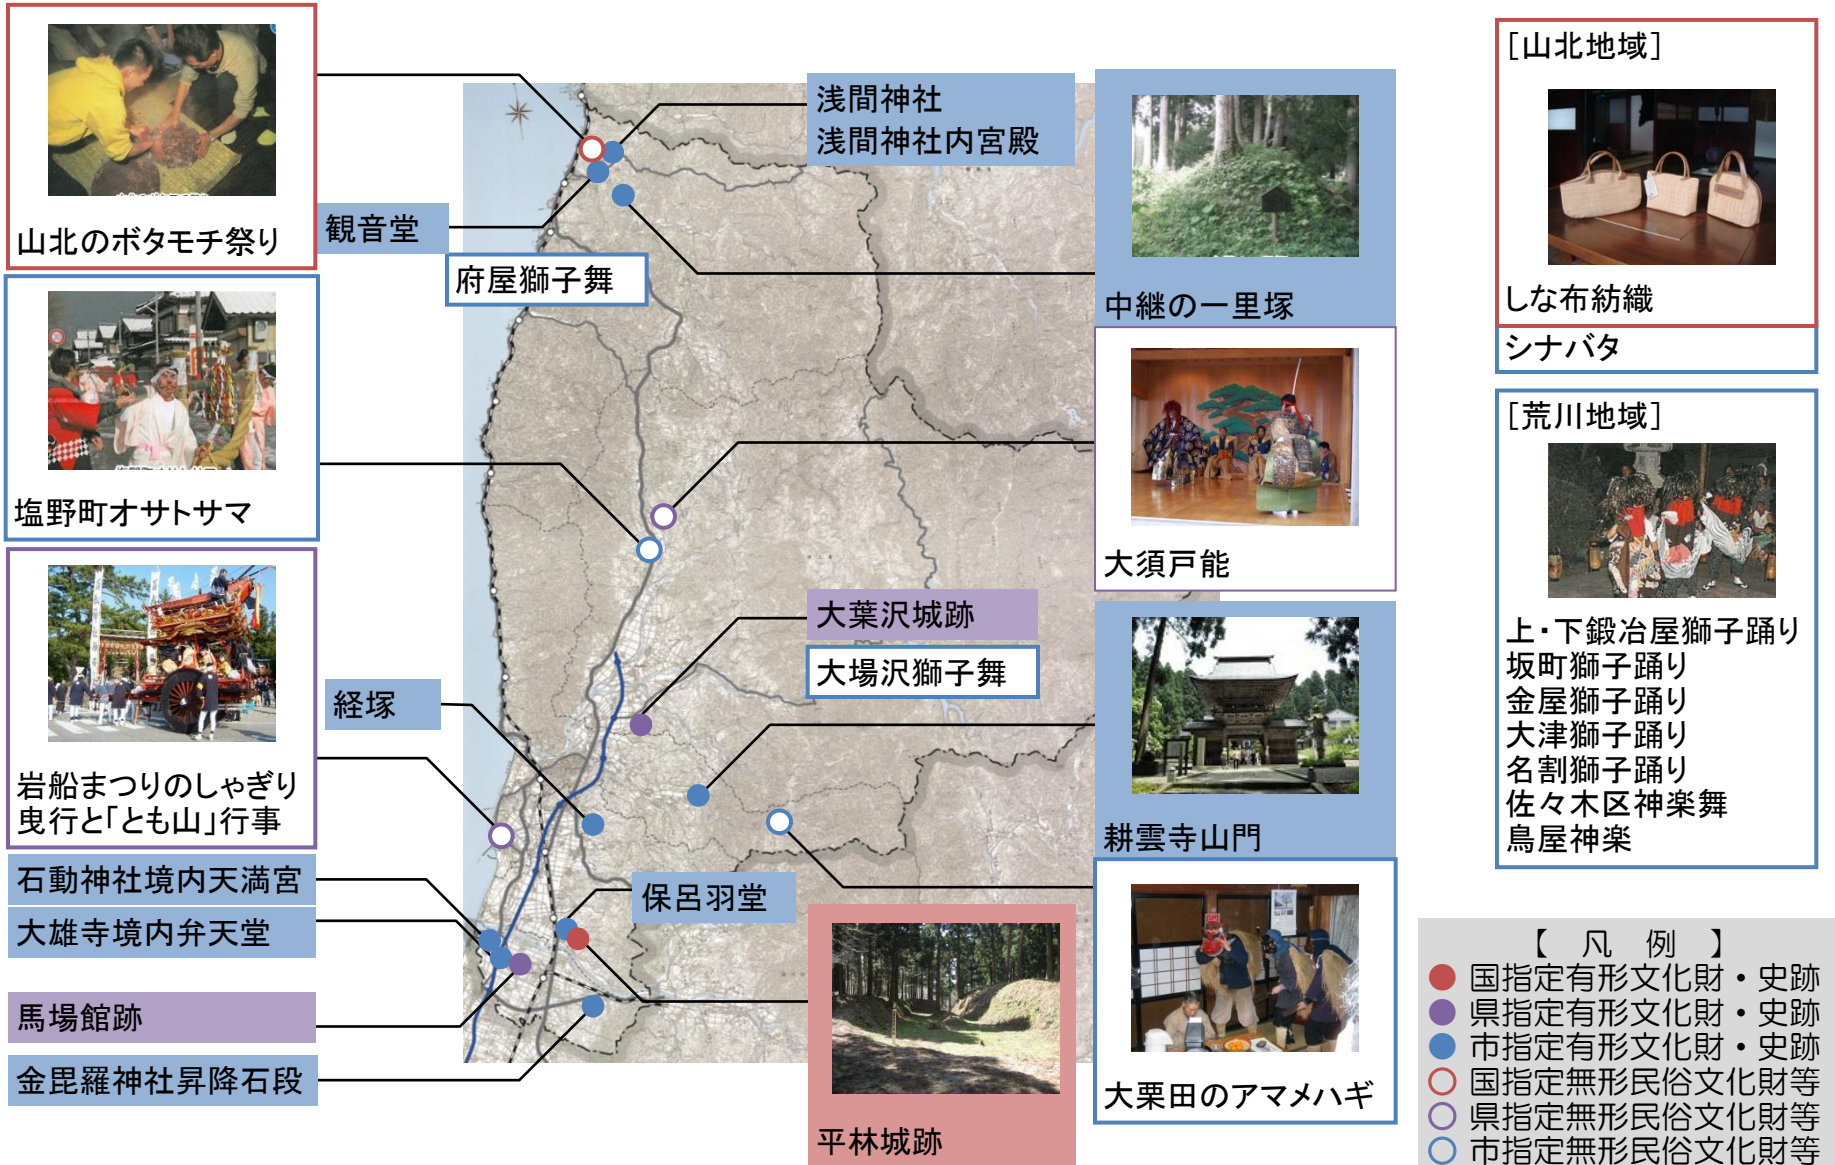 山北のボタモチ祭り
浅間神社
浅間神社内宮殿
観音堂
府屋獅子舞
中継の一里塚
[山北地域]
しな布紡織
シナバタ
塩野町オサトサマ
大須戸能
[荒川地域]
上・下鍛冶屋獅子踊り
坂町獅子踊り
金屋獅子踊り
大津獅子踊り
名割獅子踊り
佐々木区神楽舞
鳥屋神楽
大葉沢城跡
大場沢獅子舞
経塚
岩船まつりのしゃぎり
曳行と「とも山」行事
耕雲寺山門
石動神社境内天満宮
大雄寺境内弁天堂
保呂羽堂
馬場館跡
金毘羅神社昇降石段
平林城跡
大栗田のアマメハギ
【 凡 例 】
国指定有形文化財・史跡
県指定有形文化財・史跡
市指定有形文化財・史跡
国指定無形民俗文化財等
県指定無形民俗文化財等
市指定無形民俗文化財等